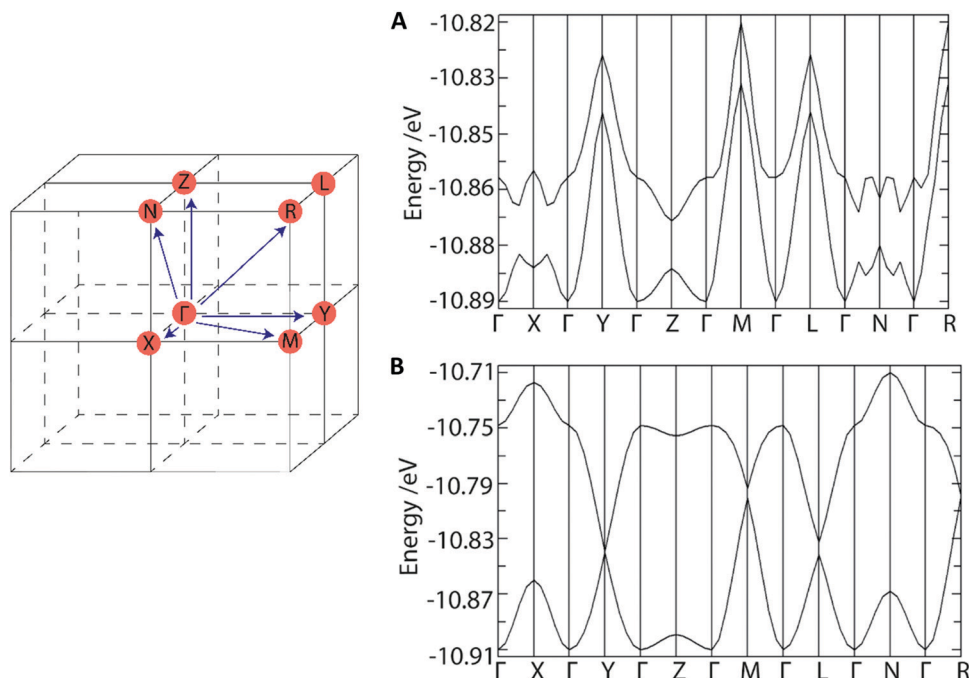 Z
L
N
R
Γ
Y
X
M
A
Energy /eV
-10.82
-10.83
-10.85
-10.86
-10.88
-10.89
Γ X Γ Y Γ Z Γ M Γ L Γ N Γ R
B
Energy /eV
-10.71
-10.75
-10.79
-10.83
-10.87
-10.91
Γ X Γ Y Γ Z Γ M Γ L Γ N Γ R